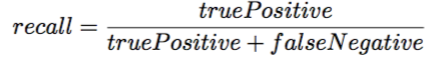 recall = truePositive / truePositive + falseNegative